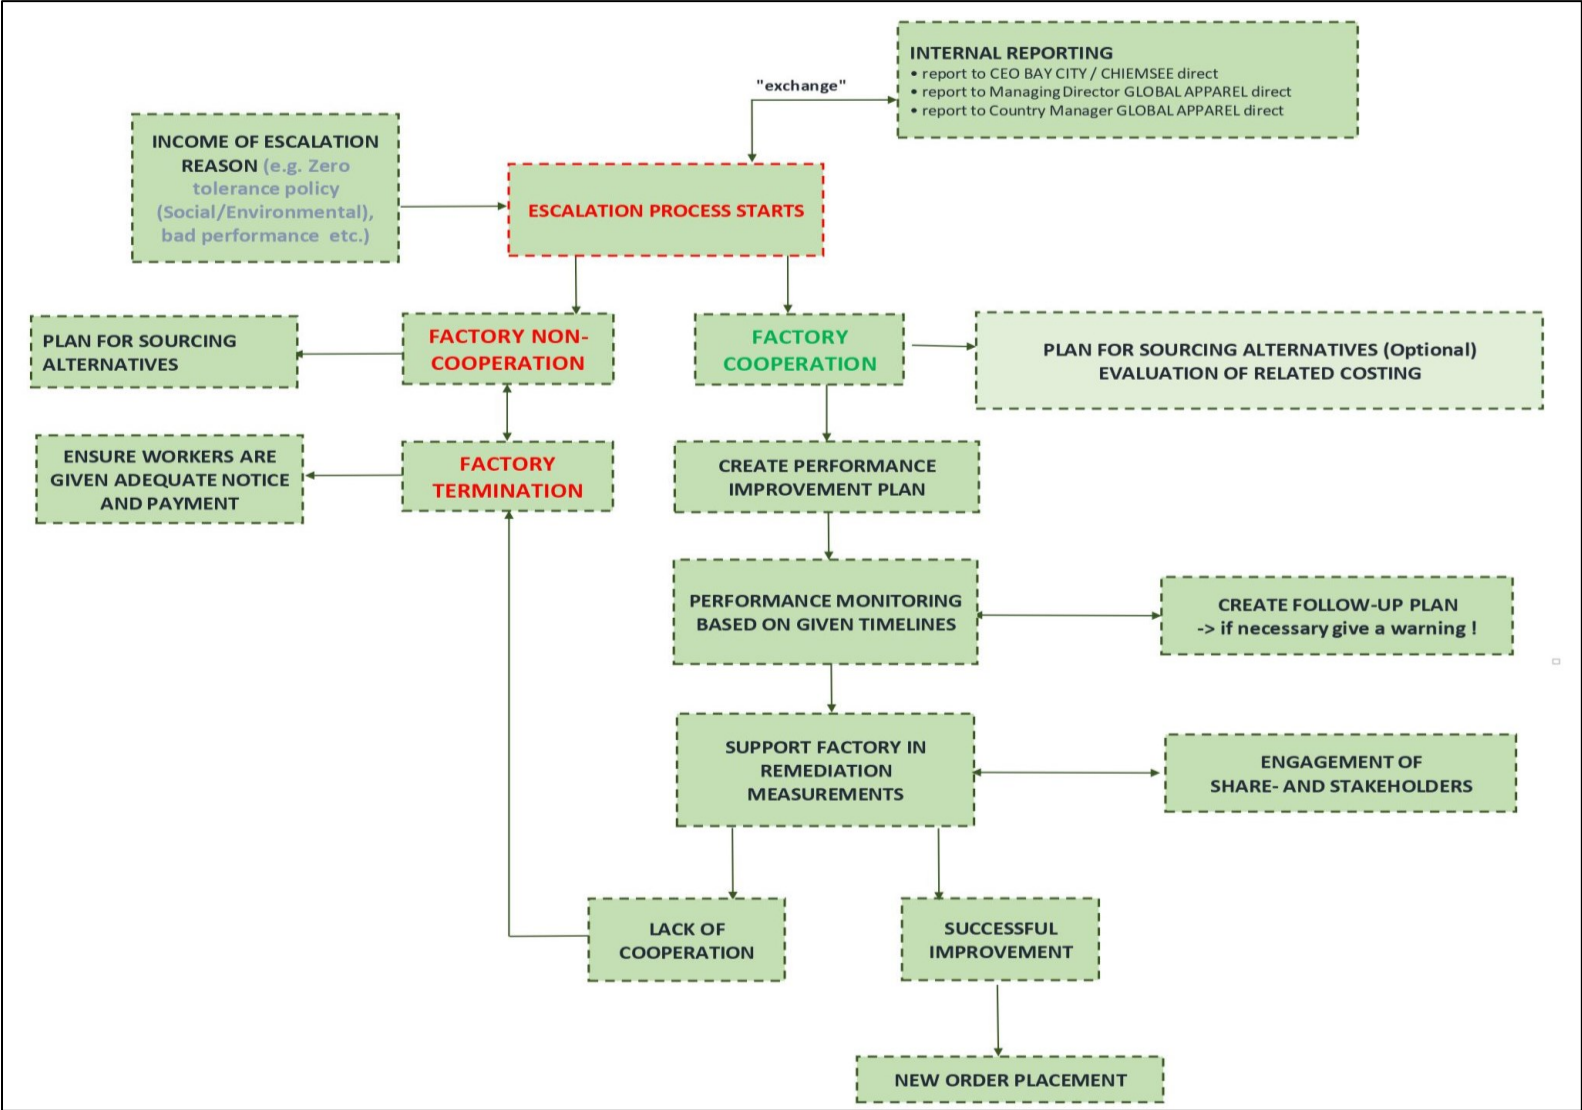 INTERNAL REPORTING
• report to CEO BAY CITY / CHIEMSEE direct
• report to Managing Director GLOBAL APPAREL direct
• report to Country Manager GLOBAL APPAREL direct
"exchange"
INCOME OF ESCALATION
REASON (e.g. Zero
tolerance policy
(Social/Environmental),
bad performance etc.)
ESCALATION PROCESS STARTS
PLAN FOR SOURCING
ALTERNATIVES
FACTORY NON-
COOPERATION
FACTORY
COOPERATION
PLAN FOR SOURCING ALTERNATIVES (Optional)
EVALUATION OF RELATED COSTING
ENSURE WORKERS ARE
GIVEN ADEQUATE NOTICE
AND PAYMENT
FACTORY
TERMINATION
CREATE PERFORMANCE
IMPROVEMENT PLAN
PERFORMANCE MONITORING
BASED ON GIVEN TIMELINES
CREATE FOLLOW-UP PLAN
-> if necessary give a warning !
SUPPORT FACTORY IN
REMEDIATION
MEASUREMENTS
ENGAGEMENT OF
SHARE- AND STAKEHOLDERS
LACK OF
COOPERATION
SUCCESSFUL
IMPROVEMENT
NEW ORDER PLACEMENT